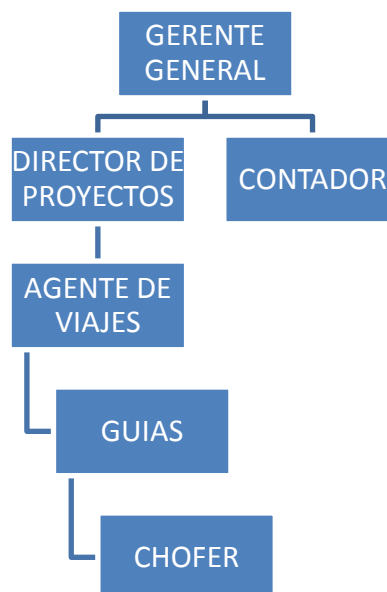 GERENTE
GENERAL
DIRECTOR DE
PROYECTOS
CONTADOR
AGENTE DE
VIAJES
GUIAS
CHOFER